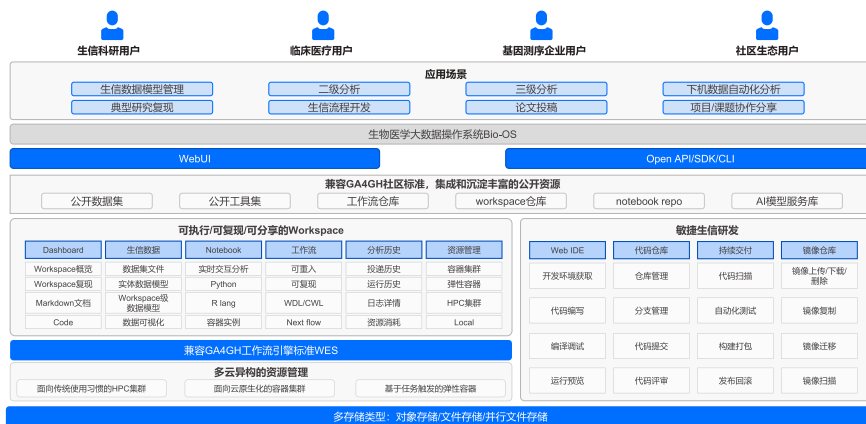 生信科研用户 临床医疗用户 基因测序企业用户 社区生态用户
应用场景
生信数据模型管理 二级分析 三级分析 下机数据自动化分析
典型研究复现 生信流程开发 论文投稿 项目/课题协作分享
生物医学大数据操作系统Bio-OS
WebUI Open API/SDK/CLI
兼容GA4GH社区标准，集成和沉淀丰富的公开资源
公开数据集 公开工具集 工作流仓库 workspace仓库 notebook repo AI模型服务库
可执行/可复现/可分享的Workspace
Dashboard 生信数据 Notebook 工作流 分析历史 资源管理
Workspace概览 数据集文件 实时交互分析 可重入 投递历史 容器集群
Workspace复现 实体数据模型 Python 可复现 运行历史 弹性容器
Markdown文档 Workspace级
数据模型 R lang WDL/CWL 日志详情 HPC集群
Code 数据可视化 容器实例 Next flow 资源消耗 Local
兼容GA4GH工作流引擎标准WES
多云异构的资源管理
面向传统使用习惯的HPC集群 面向云原生化的容器集群 基于任务触发的弹性容器
敏捷生信研发
Web IDE 代码仓库 持续交付 镜像仓库
开发环境获取 仓库管理 代码扫描 镜像上传/下载/
删除
代码编写 分支管理 自动化测试 镜像复制
编译调试 代码提交 构建打包 镜像迁移
运行预览 代码评审 发布回滚 镜像扫描
多存储类型：对象存储/文件存储/并行文件存储